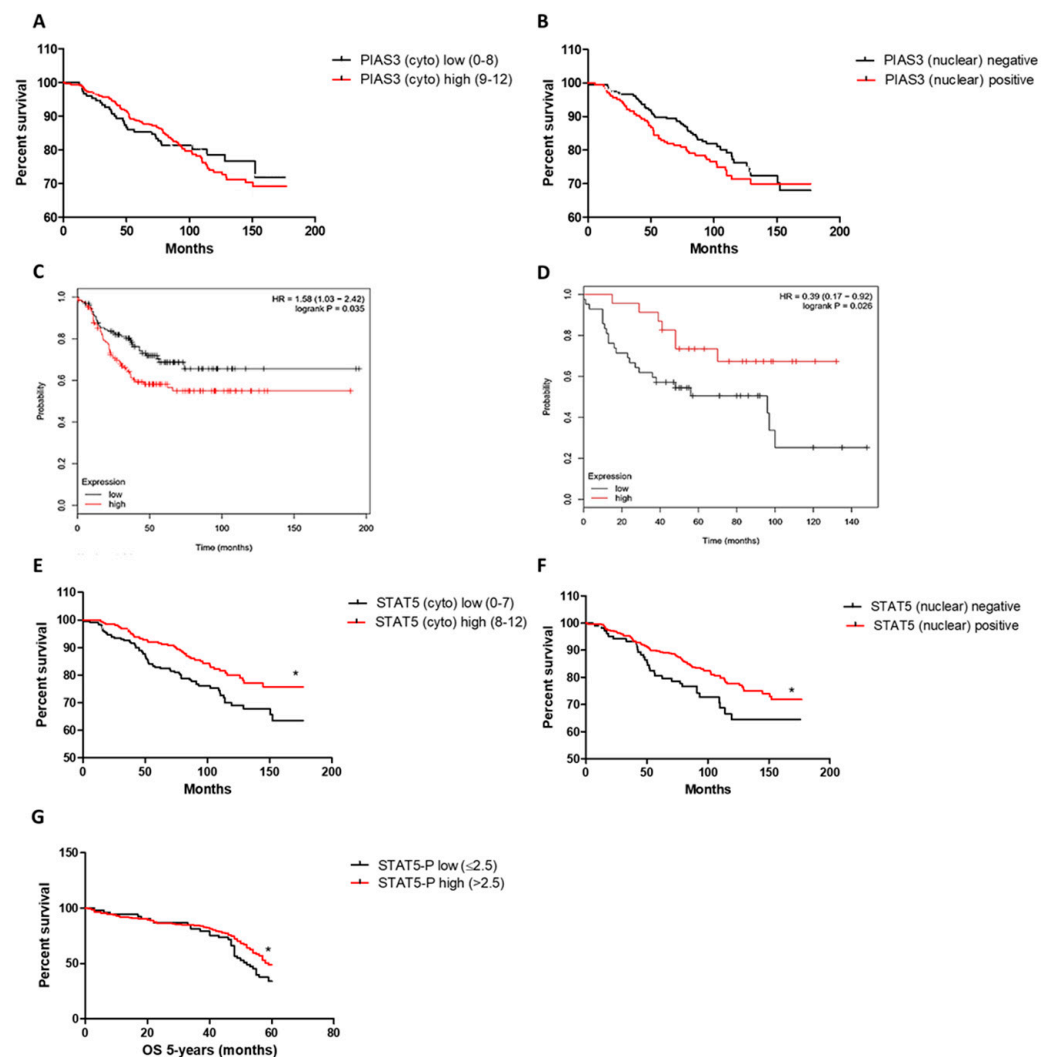 A
PIAS3 (cyto) low (0-8)
PIAS3 (cyto) high (9-12)
Percent survival
110
100
90
80
70
60
0
50
100
150
200
Months
B
PIAS3 (nuclear) negative
PIAS3 (nuclear) positive
Percent survival
110
100
90
80
70
60
0
50
100
150
200
Months
C
HR = 1.58 (1.03 − 2.42)
logrank P = 0.035
Probability
1.0
0.8
0.6
0.4
0.2
0.0
Expression
low
high
0
50
100
150
200
Time (months)
D
HR = 0.39 (0.17 − 0.92)
logrank P = 0.026
Probability
1.0
0.8
0.6
0.4
0.2
0.0
Expression
low
high
0
20
40
60
80
100
120
140
Time (months)
E
STAT5 (cyto) low (0-7)
STAT5 (cyto) high (8-12)
Percent survival
110
100
90
80
70
60
50
*
0
50
100
150
200
Months
F
STAT5 (nuclear) negative
STAT5 (nuclear) positive
Percent survival
110
100
90
80
70
60
50
*
0
50
100
150
200
Months
G
STAT5-P low (≤2.5)
STAT5-P high (>2.5)
Percent survival
150
100
50
0
*
0
20
40
60
80
OS 5-years (months)